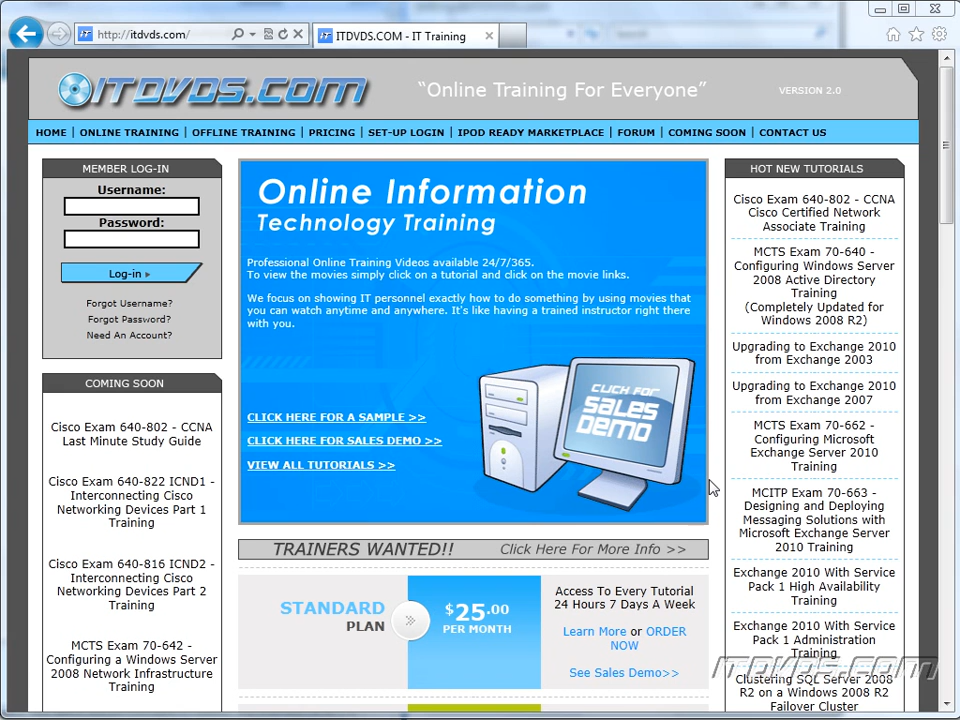 http://itdvds.com/
ITDVDS.COM - IT Training
ITDVDS.COM
“Online Training For Everyone”
VERSION 2.0
HOME | ONLINE TRAINING | OFFLINE TRAINING | PRICING | SET-UP LOGIN | IPOD READY MARKETPLACE | FORUM | COMING SOON | CONTACT US
MEMBER LOG-IN
Username:
Password:
Log-in
Forgot Username?
Forgot Password?
Need An Account?
COMING SOON
Cisco Exam 640-802 - CCNA
Last Minute Study Guide
Cisco Exam 640-822 ICND1 -
Interconnecting Cisco
Networking Devices Part 1
Training
Cisco Exam 640-816 ICND2 -
Interconnecting Cisco
Networking Devices Part 2
Training
MCTS Exam 70-642 -
Configuring a Windows Server
2008 Network Infrastructure
Training
Online Information
Technology Training
Professional Online Training Videos available 24/7/365.
To view the movies simply click on a tutorial and click on the movie links.
We focus on showing IT personnel exactly how to do something by using movies that
you can watch anytime and anywhere. It's like having a trained instructor right there
with you.
CLICK HERE FOR A SAMPLE >>
CLICK HERE FOR SALES DEMO >>
VIEW ALL TUTORIALS >>
CLICK FOR
SALES
DEMO
TRAINERS WANTED!! Click Here For More Info >>
STANDARD
PLAN
$25.00
PER MONTH
Access To Every Tutorial
24 Hours 7 Days A Week
Learn More or ORDER
NOW
See Sales Demo>>
HOT NEW TUTORIALS
Cisco Exam 640-802 - CCNA
Cisco Certified Network
Associate Training
MCTS Exam 70-640 -
Configuring Windows Server
2008 Active Directory
Training
(Completely Updated for
Windows 2008 R2)
Upgrading to Exchange 2010
from Exchange 2003
Upgrading to Exchange 2010
from Exchange 2007
MCTS Exam 70-662 -
Configuring Microsoft
Exchange Server 2010
Training
MCITP Exam 70-663 -
Designing and Deploying
Messaging Solutions with
Microsoft Exchange Server
2010 Training
Exchange 2010 With Service
Pack 1 High Availability
Training
Exchange 2010 With Service
Pack 1 Administration
Training
Clustering SQL Server 2008
R2 on a Windows 2008 R2
Failover Cluster
ITDVDS.COM